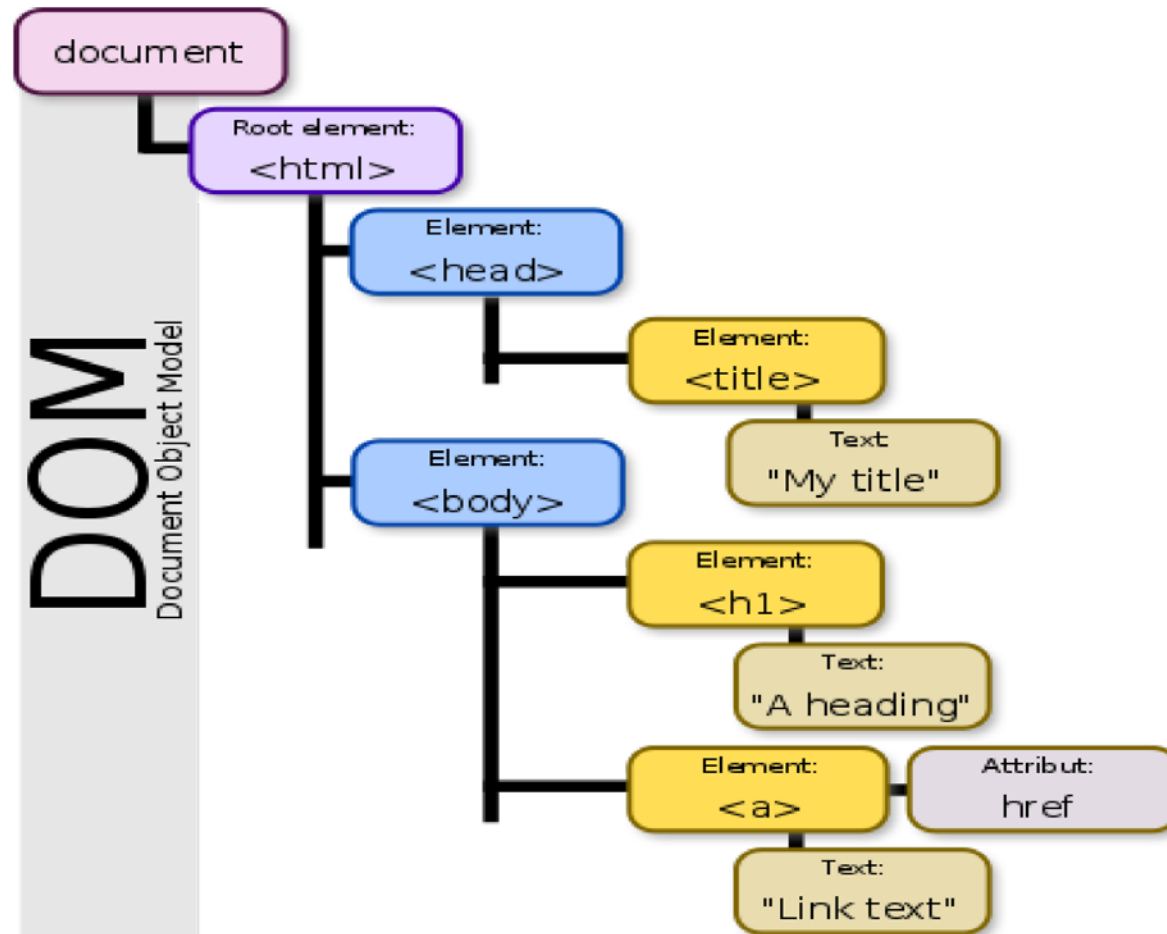 document
Root element:
<html>
Element:
<head>
Element:
<title>
Text
"My title"
Element:
<body>
Element:
<h1>
Text:
"A heading"
Element:
<a>
Attribut:
href
Text:
"Link text"
DOM
Document Object Model